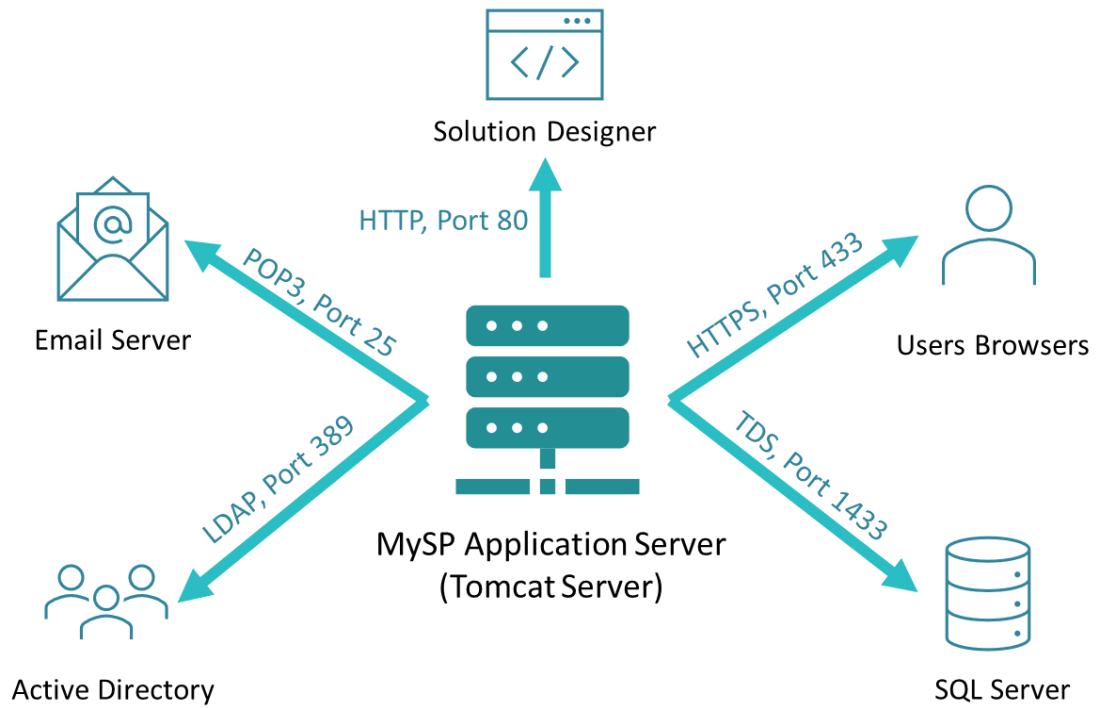 Solution Designer
HTTP, Port 80
POP3, Port 25
HTTPS, Port 433
Email Server
Users Browsers
LDAP, Port 389
TDS, Port 1433
MySP Application Server
(Tomcat Server)
Active Directory
SQL Server